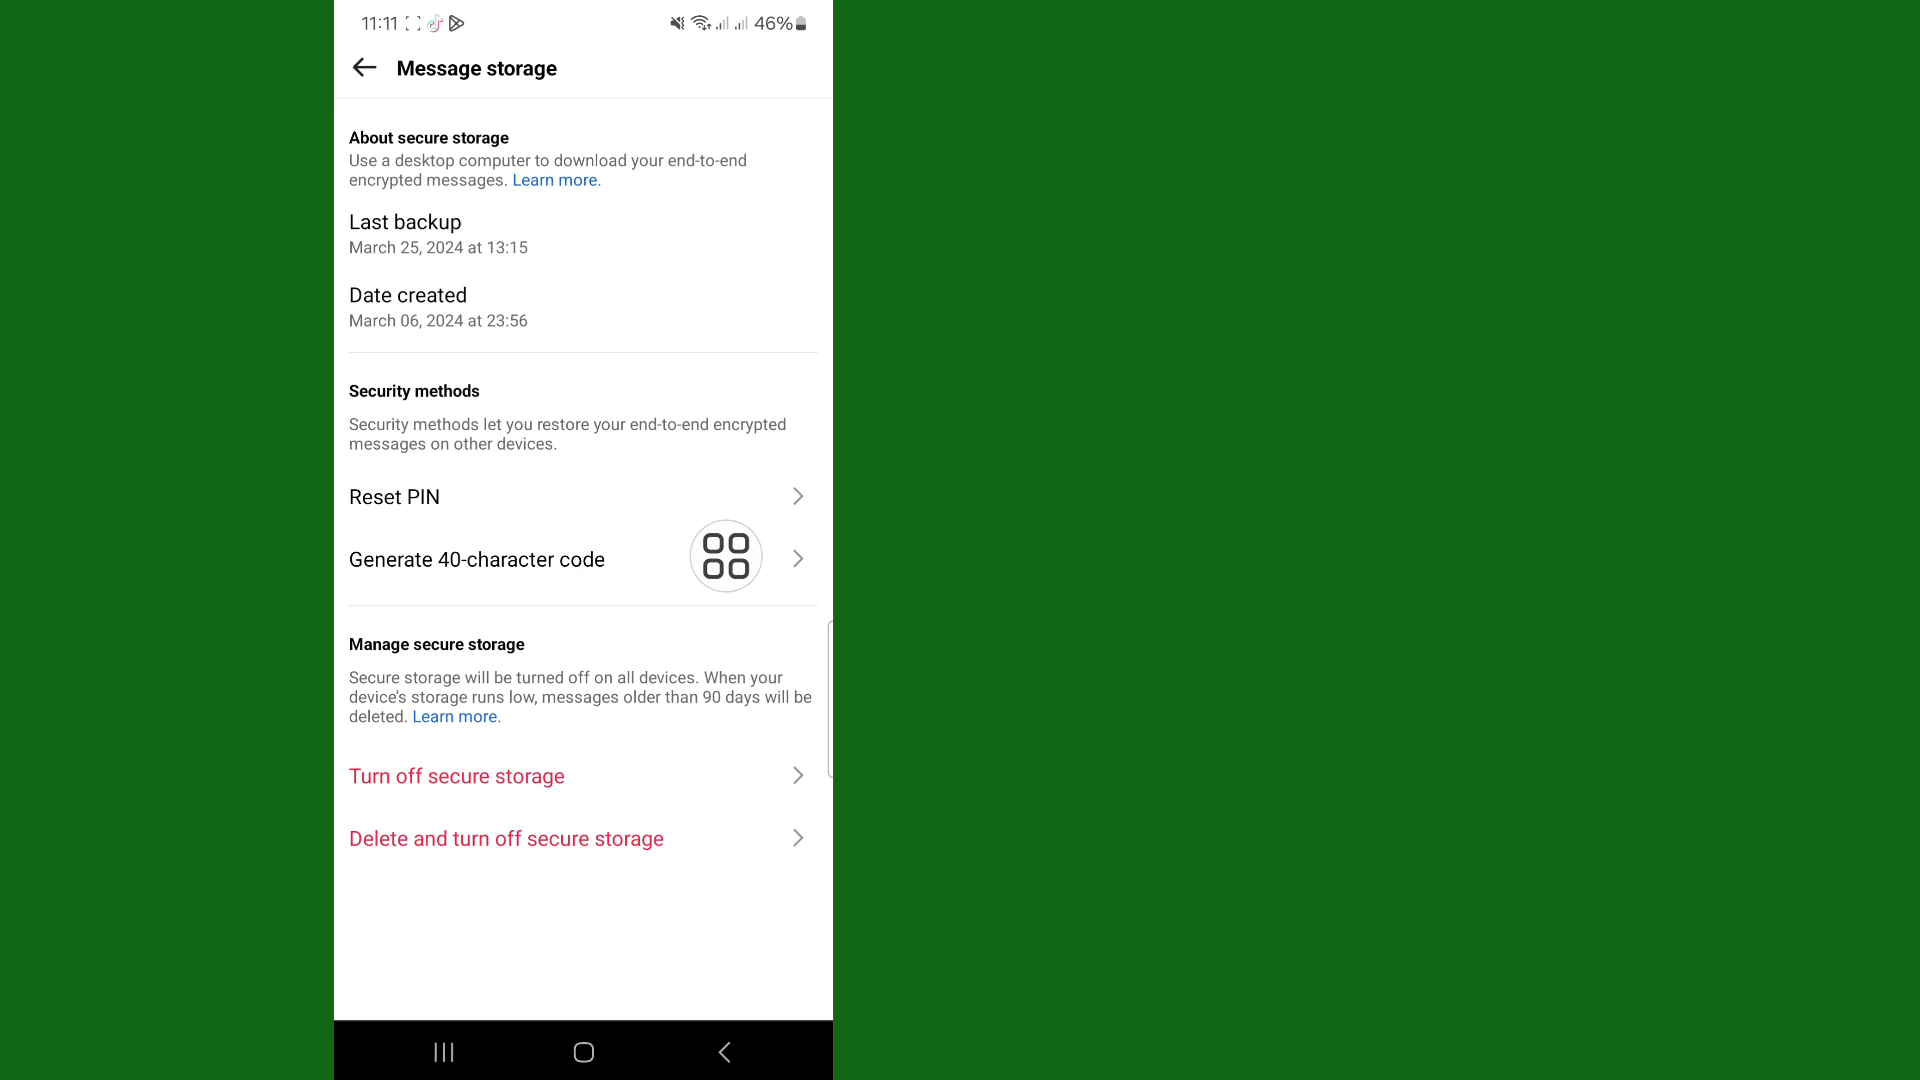 11:11 46%
Message storage
About secure storage
Use a desktop computer to download your end-to-end
encrypted messages. Learn more.
Last backup
March 25, 2024 at 13:15
Date created
March 06, 2024 at 23:56
Security methods
Security methods let you restore your end-to-end encrypted
messages on other devices.
Reset PIN
Generate 40-character code
Manage secure storage
Secure storage will be turned off on all devices. When your
device’s storage runs low, messages older than 90 days will be
deleted. Learn more.
Turn off secure storage
Delete and turn off secure storage